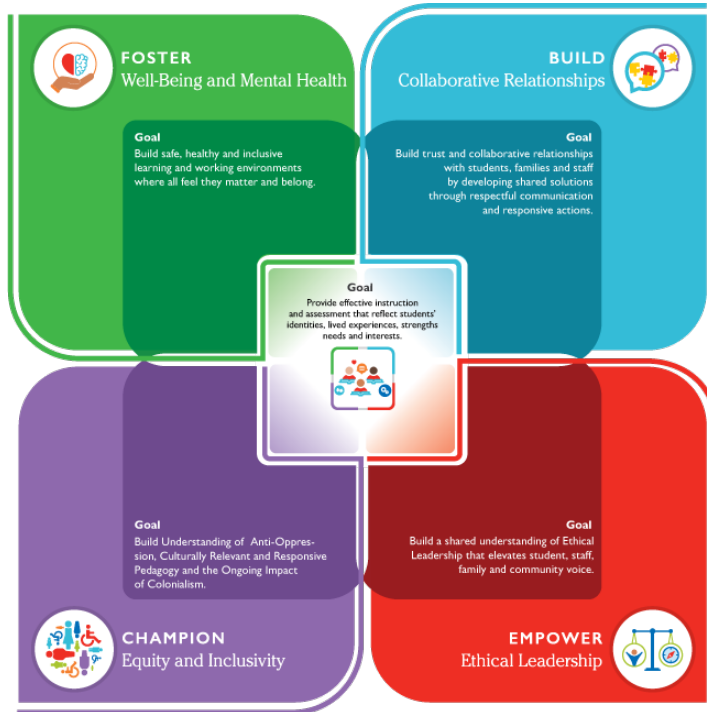 FOSTER
Well-Being and Mental Health
Goal
Build safe, healthy and inclusive
learning and working environments
where all feel they matter and belong.
BUILD
Collaborative Relationships
Goal
Build trust and collaborative relationships
with students, families and staff
by developing shared solutions
through respectful communication
and responsive actions.
Goal
Provide effective instruction
and assessment that reflect students'
identities, lived experiences, strengths
needs and interests.
Goal
Build Understanding of Anti-Oppres-
sion, Culturally Relevant and Responsive
Pedagogy and the Ongoing Impact
of Colonialism.
CHAMPION
Equity and Inclusivity
Goal
Build a shared understanding of Ethical
Leadership that elevates student, staff,
family and community voice.
EMPOWER
Ethical Leadership